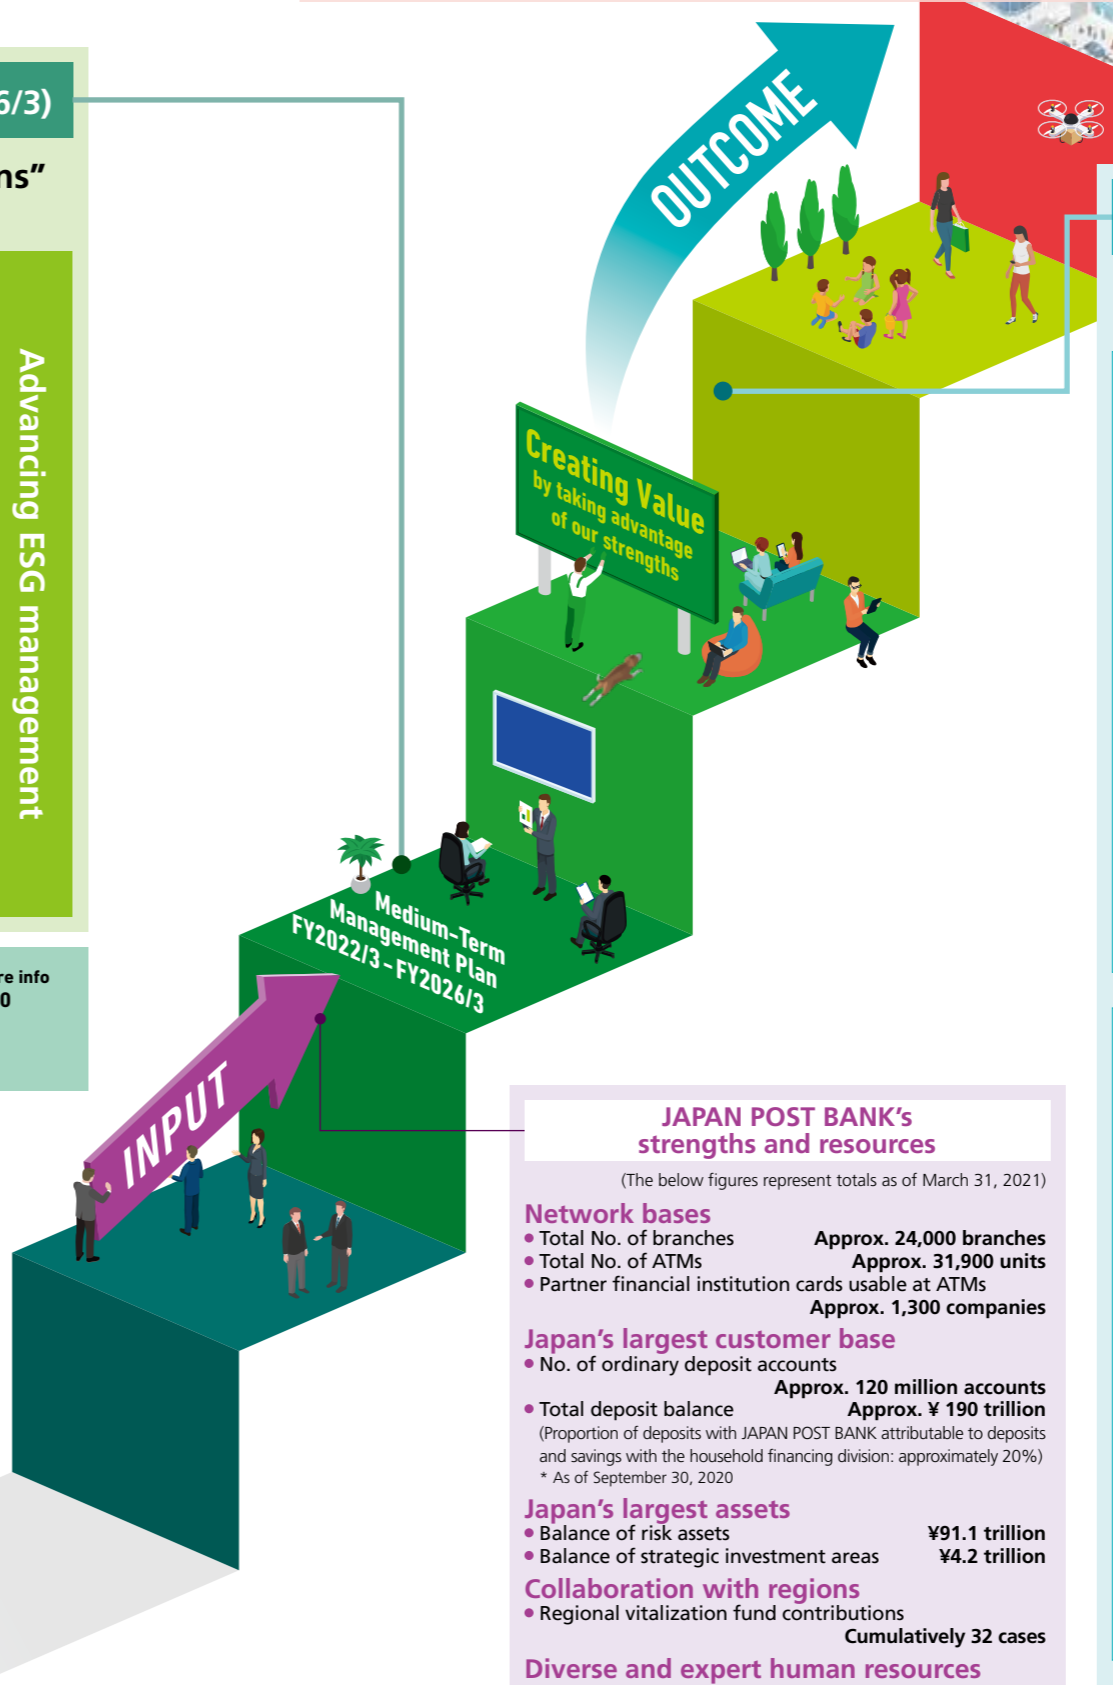 6/3)
ns”
Advancing ESG management
re info
0
OUTCOME
Creating Value
by taking advantage
of our strengths
Medium-Term
Management Plan
FY2022/3–FY2026/3
INPUT
JAPAN POST BANK’s
strengths and resources
(The below figures represent totals as of March 31, 2021)
Network bases
• Total No. of branches Approx. 24,000 branches
• Total No. of ATMs Approx. 31,900 units
• Partner financial institution cards usable at ATMs
Approx. 1,300 companies
Japan’s largest customer base
• No. of ordinary deposit accounts
Approx. 120 million accounts
• Total deposit balance Approx. ¥ 190 trillion
(Proportion of deposits with JAPAN POST BANK attributable to deposits
and savings with the household financing division: approximately 20%)
* As of September 30, 2020
Japan’s largest assets
• Balance of risk assets ¥91.1 trillion
• Balance of strategic investment areas ¥4.2 trillion
Collaboration with regions
• Regional vitalization fund contributions
Cumulatively 32 cases
Diverse and expert human resources